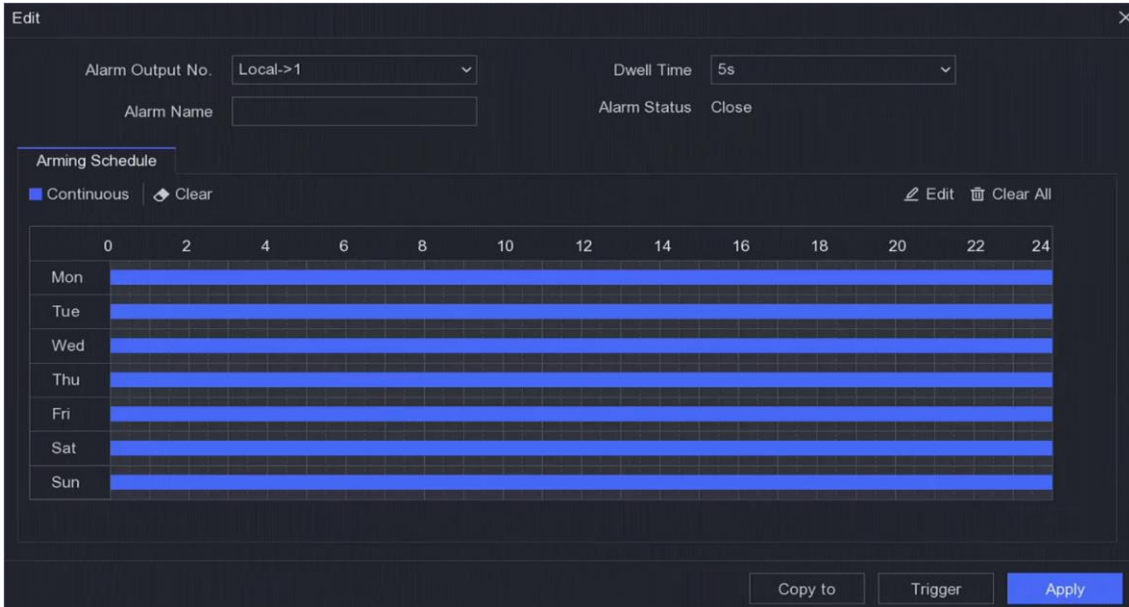 Edit
Alarm Output No. Local->1 Dwell Time 5s
Alarm Name Alarm Status Close
Arming Schedule
Continuous Clear Edit Clear All
0 2 4 6 8 10 12 14 16 18 20 22 24
Mon
Tue
Wed
Thu
Fri
Sat
Sun
Copy to Trigger Apply